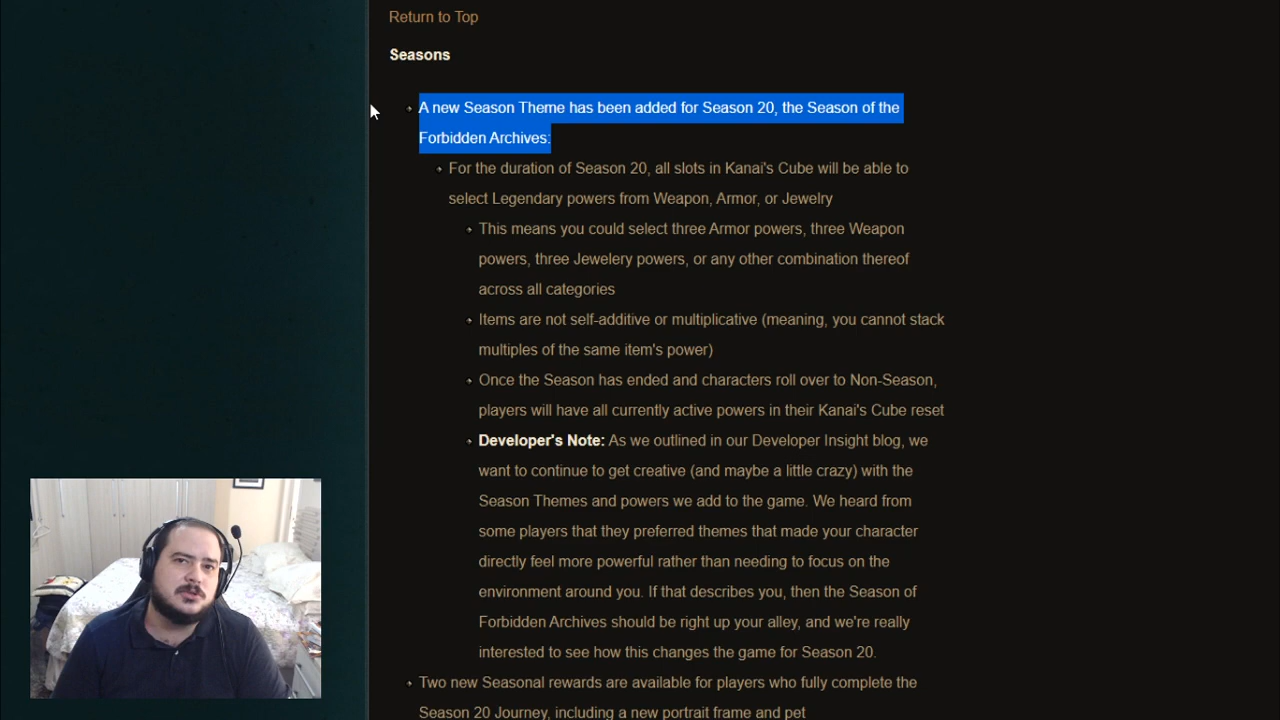 Return to Top
Seasons
A new Season Theme has been added for Season 20, the Season of the
Forbidden Archives:
For the duration of Season 20, all slots in Kanai's Cube will be able to
select Legendary powers from Weapon, Armor, or Jewelry
This means you could select three Armor powers, three Weapon
powers, three Jewelery powers, or any other combination thereof
across all categories
Items are not self-additive or multiplicative (meaning, you cannot stack
multiples of the same item's power)
Once the Season has ended and characters roll over to Non-Season,
players will have all currently active powers in their Kanai's Cube reset
Developer's Note: As we outlined in our Developer Insight blog, we
want to continue to get creative (and maybe a little crazy) with the
Season Themes and powers we add to the game. We heard from
some players that they preferred themes that made your character
directly feel more powerful rather than needing to focus on the
environment around you. If that describes you, then the Season of
Forbidden Archives should be right up your alley, and we're really
interested to see how this changes the game for Season 20.
Two new Seasonal rewards are available for players who fully complete the
Season 20 Journey, including a new portrait frame and pet